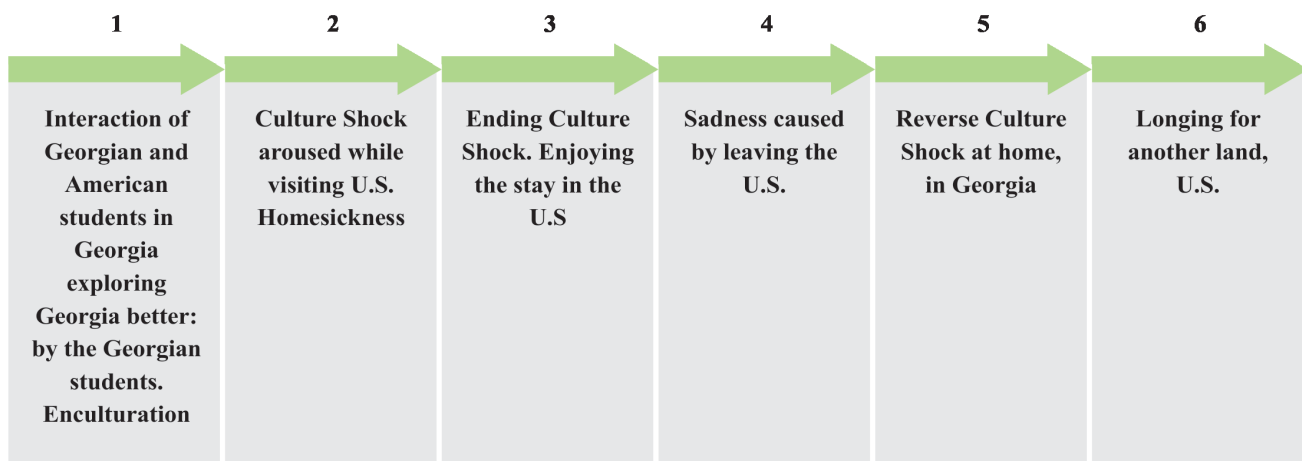 1
Interaction of
Georgian and
American
students in
Georgia
exploring
Georgia better:
by the Georgian
students.
Enculturation
2
Culture Shock
aroused while
visiting U.S.
Homesickness
3
Ending Culture
Shock. Enjoying
the stay in the
U.S
4
Sadness caused
by leaving the
U.S.
5
Reverse Culture
Shock at home,
in Georgia
6
Longing for
another land,
U.S.